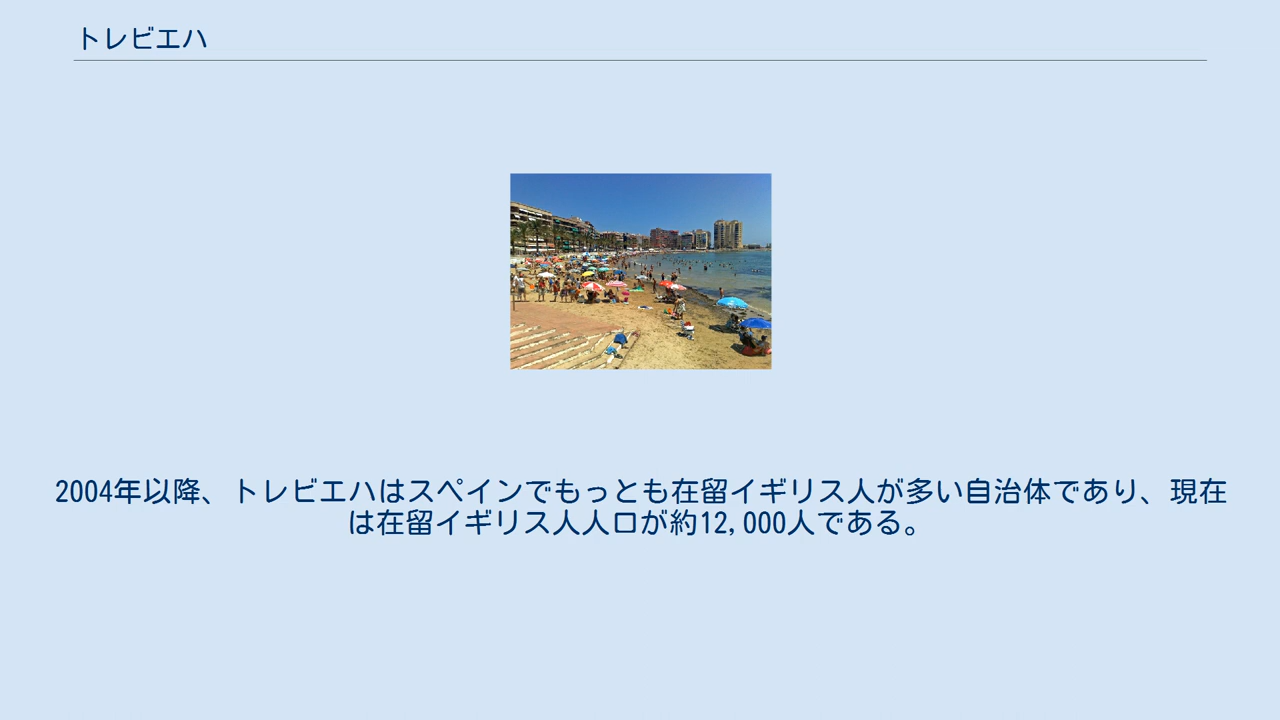 トレビエハ
2004年以降、トレビエハはスペインでもっとも在留イギリス人が多い自治体であり、現在
は在留イギリス人人口が約12,000人である。